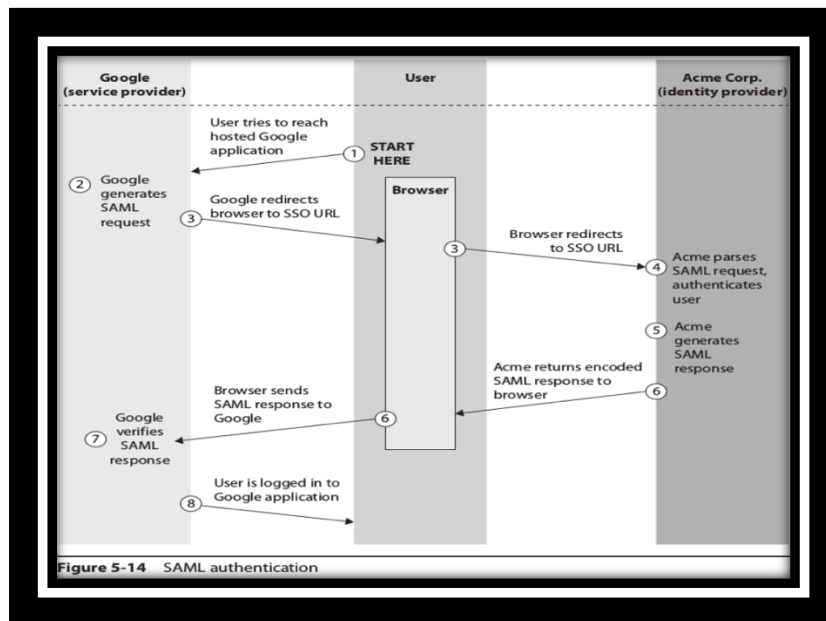 Google
(service provider)
User
Acme Corp.
(identity provider)
User tries to reach
hosted Google
application
1
START
HERE
2
Google
generates
SAML
request
Google redirects
browser to SSO URL
3
Browser
3
Browser redirects
to SSO URL
4
Acme parses
SAML request,
authenticates
user
5
Acme
generates
SAML
response
Acme returns encoded
SAML response to
browser
6
Browser sends
SAML response to
Google
6
7
Google
verifies
SAML
response
User is logged in to
Google application
8
Figure 5-14 SAML authentication